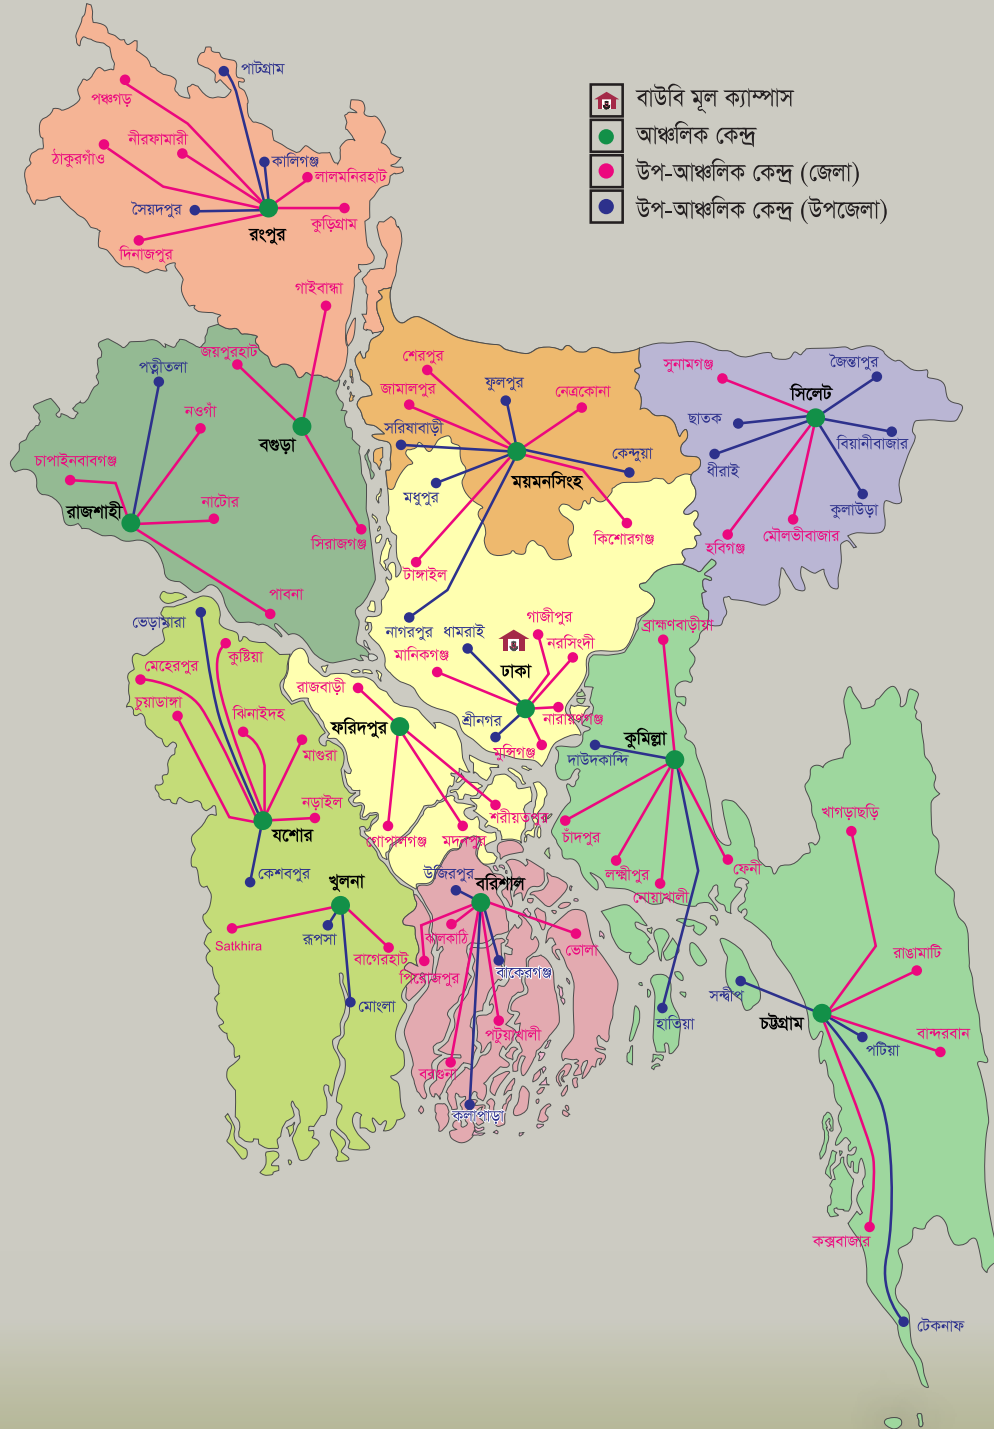 বাউবি মূল ক্যাম্পাস
আঞ্চলিক কেন্দ্র
উপ-আঞ্চলিক কেন্দ্র (জেলা)
উপ-আঞ্চলিক কেন্দ্র (উপজেলা)
পাটগ্রাম
পঞ্চগড়
নীরফামারী
ঠাকুরগাঁও
কালিগঞ্জ
লালমনিরহাট
সৈয়দপুর
কুড়িগ্রাম
রংপুর
দিনাজপুর
গাইবান্ধা
জয়পুরহাট
পত্নীতলা
নওগাঁ
বগুড়া
চাপাইনবাবগঞ্জ
নাটোর
রাজশাহী
সিরাজগঞ্জ
পাবনা
শেরপুর
জামালপুর
ফুলপুর
নেত্রকোনা
সরিষাবাড়ী
কেন্দুয়া
ময়মনসিংহ
মধুপুর
কিশোরগঞ্জ
টাঙ্গাইল
নাগরপুর
সুনামগঞ্জ
জৈন্তাপুর
সিলেট
ছাতক
বিয়ানীবাজার
ধীরাই
কুলাউড়া
মৌলভীবাজার
হবিগঞ্জ
ধামরাই
গাজীপুর
নরসিংদী
মানিকগঞ্জ
ঢাকা
শ্রীনগর
নারায়ণগঞ্জ
মুন্সিগঞ্জ
ব্রাহ্মণবাড়ীয়া
ভেড়ামারা
কুষ্টিয়া
মেহেরপুর
চুয়াডাঙ্গা
ঝিনাইদহ
মাগুরা
নড়াইল
যশোর
কেশবপুর
রাজবাড়ী
ফরিদপুর
গোপালগঞ্জ
মদনপুর
শরীয়তপুর
কুমিল্লা
দাউদকান্দি
চাঁদপুর
লক্ষ্মীপুর
নোয়াখালী
ফেনী
খুলনা
Satkhira
রূপসা
বাগেরহাট
মোংলা
উজিরপুর
বরিশাল
ঝালকাঠি
পিরোজপুর
বাকেরগঞ্জ
ভোলা
পটুয়াখালী
বরগুনা
কলাপাড়া
হাতিয়া
খাগড়াছড়ি
রাঙামাটি
সন্দ্বীপ
চট্টগ্রাম
পটিয়া
বান্দরবান
কক্সবাজার
টেকনাফ